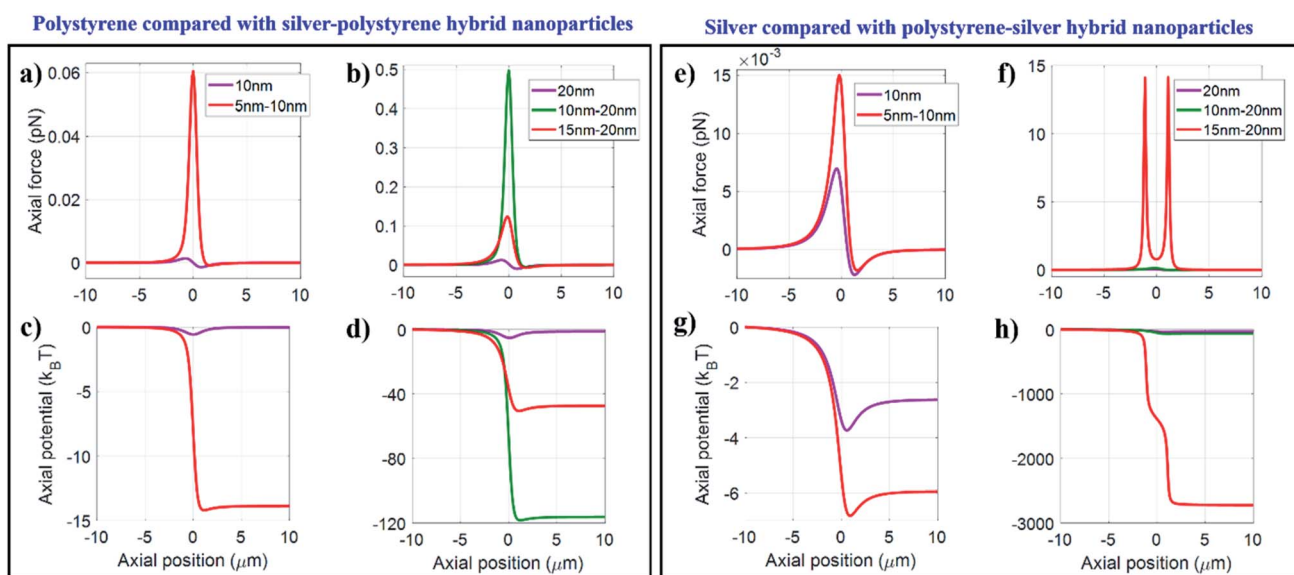 Polystyrene compared with silver-polystyrene hybrid nanoparticles
a)
0.06
0.04
0.02
0
Axial force (pN)
10nm
5nm-10nm
-10 -5 0 5 10
b)
0.5
0.4
0.3
0.2
0.1
0
20nm
10nm-20nm
15nm-20nm
-10 -5 0 5 10
c)
0
-5
-10
-15
Axial potential (kBT)
-10 -5 0 5 10
Axial position (μm)
d)
0
-40
-80
-120
-10 -5 0 5 10
Axial position (μm)
Silver compared with polystyrene-silver hybrid nanoparticles
e)
×10-3
15
10
5
0
Axial force (pN)
10nm
5nm-10nm
-10 -5 0 5 10
f)
15
10
5
0
20nm
10nm-20nm
15nm-20nm
-10 -5 0 5 10
g)
0
-2
-4
-6
Axial potential (kBT)
-10 -5 0 5 10
Axial position (μm)
h)
0
-1000
-2000
-3000
-10 -5 0 5 10
Axial position (μm)